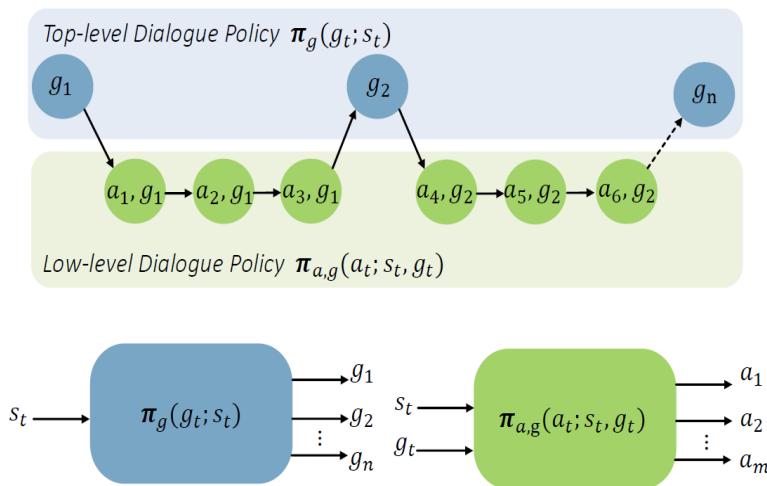 Top-level Dialogue Policy π_g(g_t; s_t)
g_1
g_2
g_n
a_1, g_1
a_2, g_1
a_3, g_1
a_4, g_2
a_5, g_2
a_6, g_2
Low-level Dialogue Policy π_{a,g}(a_t; s_t, g_t)
s_t
π_g(g_t; s_t)
g_1
g_2
⋮
g_n
s_t
g_t
π_{a,g}(a_t; s_t, g_t)
a_1
a_2
⋮
a_m